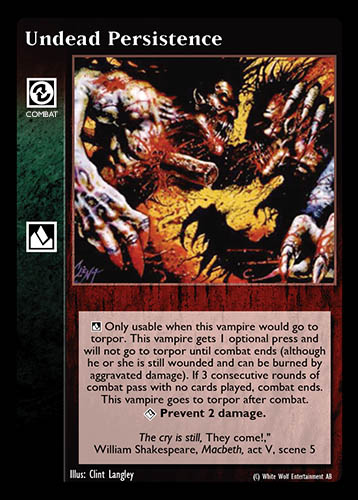 Undead Persistence
COMBAT
Only usable when this vampire would go to
torpor. This vampire gets 1 optional press and
will not go to torpor until combat ends (although
he or she is still wounded and can be burned by
aggravated damage). If 3 consecutive rounds of
combat pass with no cards played, combat ends.
This vampire goes to torpor after combat.
Prevent 2 damage.
The cry is still, They come!,"
William Shakespeare, Macbeth, act V, scene 5
Illus: Clint Langley
(C) White Wolf Entertainment AB